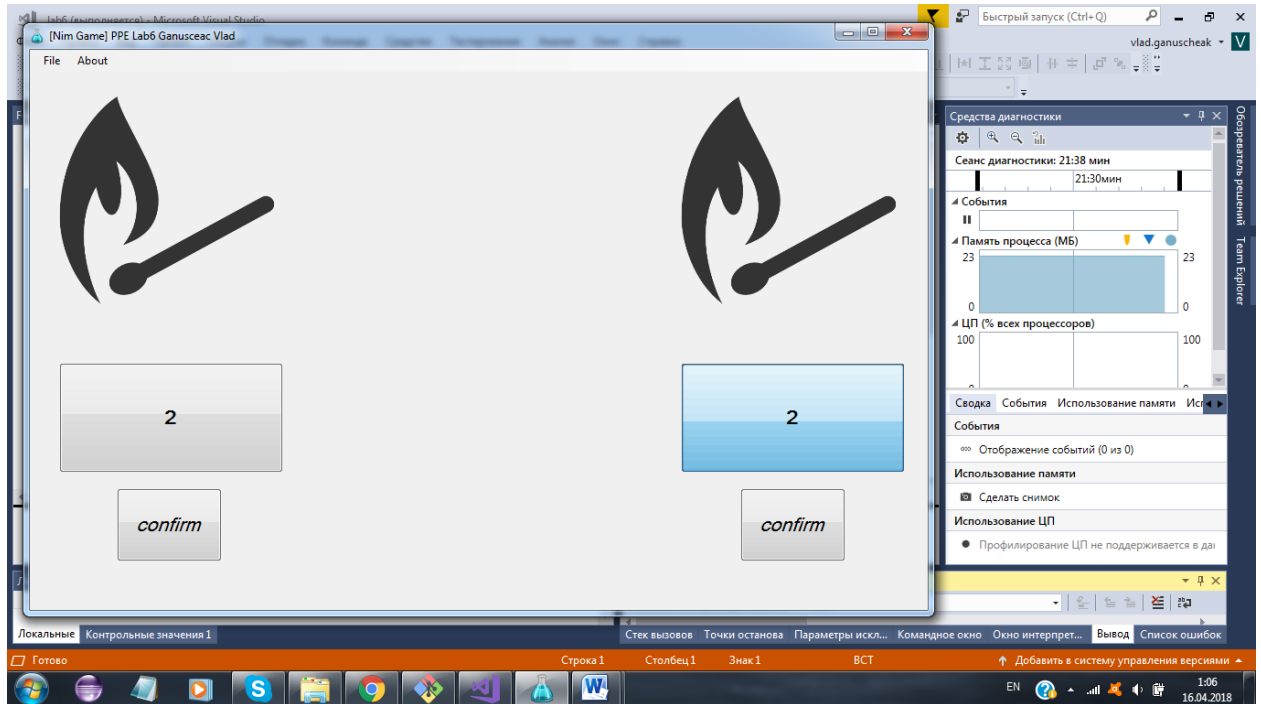 lab6 (выполняется) - Microsoft Visual Studio
Быстрый запуск (Ctrl+Q)
[Nim Game] PPE Lab6 Ganusceac Vlad
vlad.ganuscheak
V
File About
2
confirm
2
confirm
Средства диагностики
Сеанс диагностики: 21:38 мин
21:30мин
События
Память процесса (МБ)
23 23
0 0
ЦП (% всех процессоров)
100 100
Сводка События Использование памяти
События
Отображение событий (0 из 0)
Использование памяти
Сделать снимок
Использование ЦП
Профилирование ЦП не поддерживается в
Обозреватель решений
Team Explorer
Локальные Контрольные значения 1
Стек вызовов Точки останова Параметры искл... Командное окно Окно интерпрет... Вывод Список ошибок
Готово Строка 1 Столбец 1 Знак 1 ВСТ Добавить в систему управления версиями
EN 1:06
16.04.2018